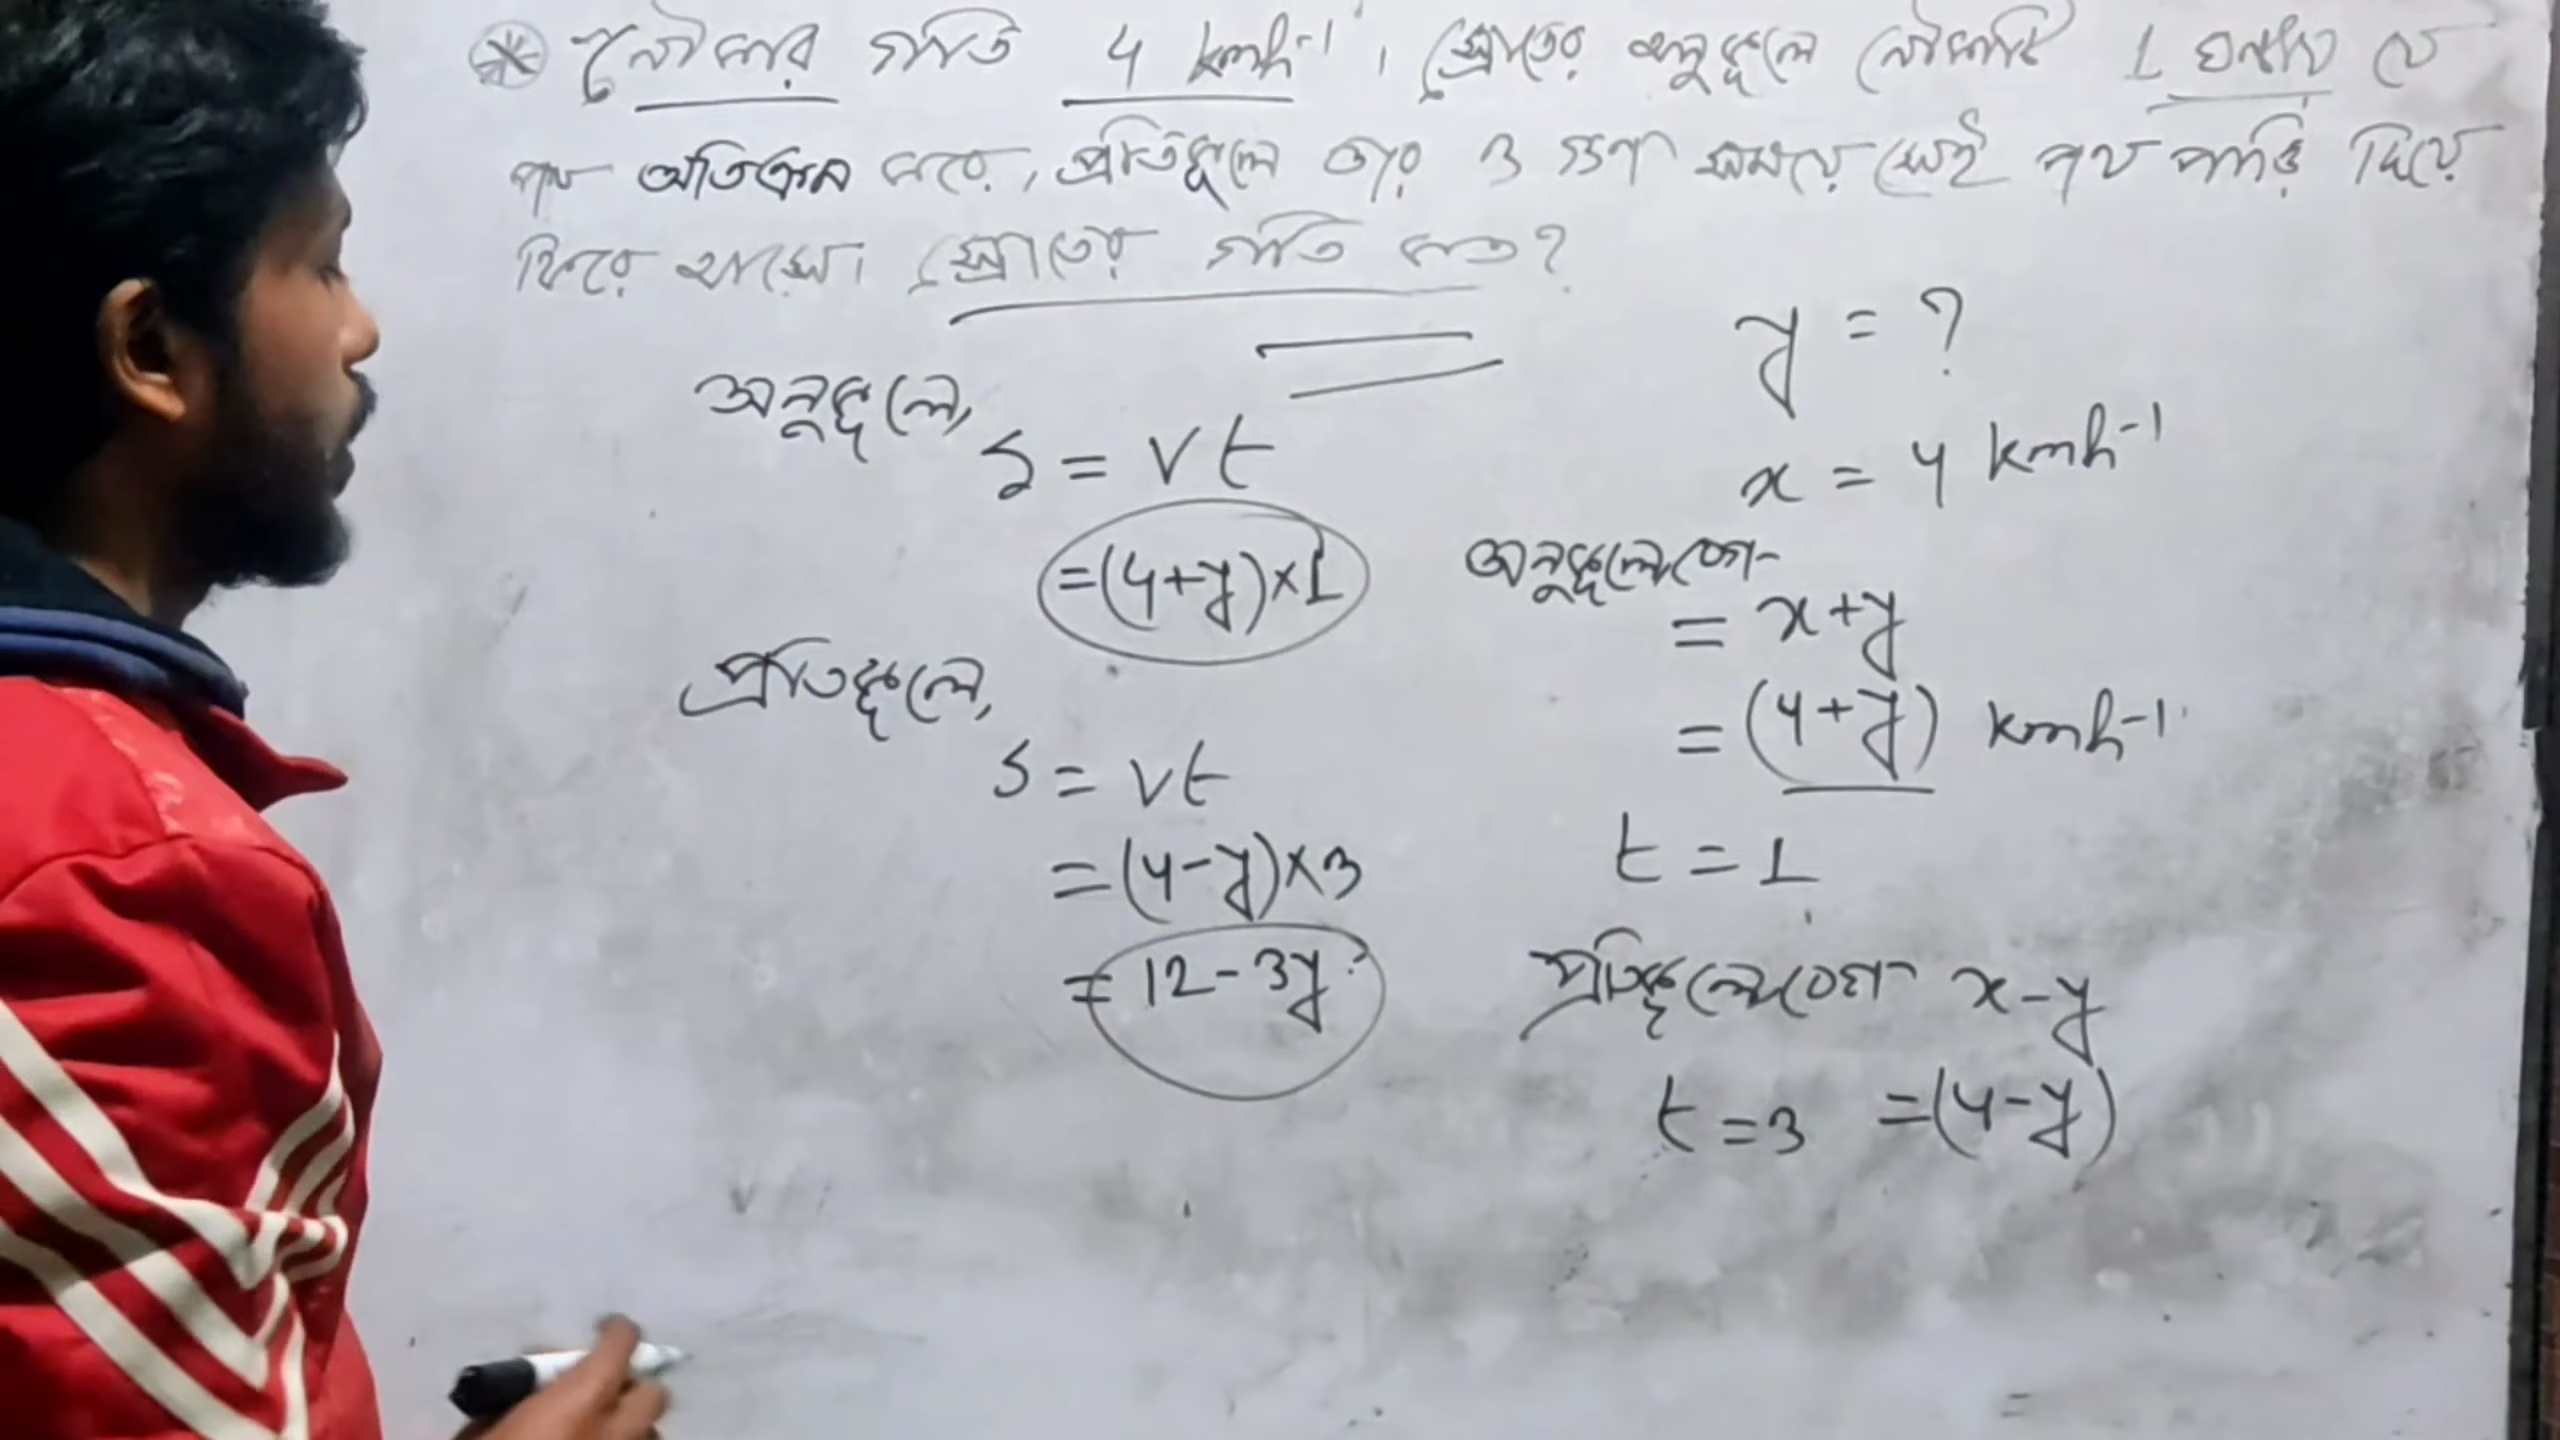 নৌকার গতি 4 kmh⁻¹। স্রোতের অনুকূলে নৌকাটি 1 ঘন্টায় যে
পথ অতিক্রম করে, প্রতিকূলে তার 3 গুণ সময়ে সেই পথ পাড়ি দিয়ে
ফিরে আসে। স্রোতের গতি কত?
অনুকূলে,
S = vt
=(4+y)×1
প্রতিকূলে,
S = vt
=(4-y)×3
= 12-3y
y = ?
x = 4 kmh⁻¹
অনুকূলে বেগ
= x+y
= (4+y) kmh⁻¹
t = 1
প্রতিকূলে বেগ x-y
t = 3 =(4-y)